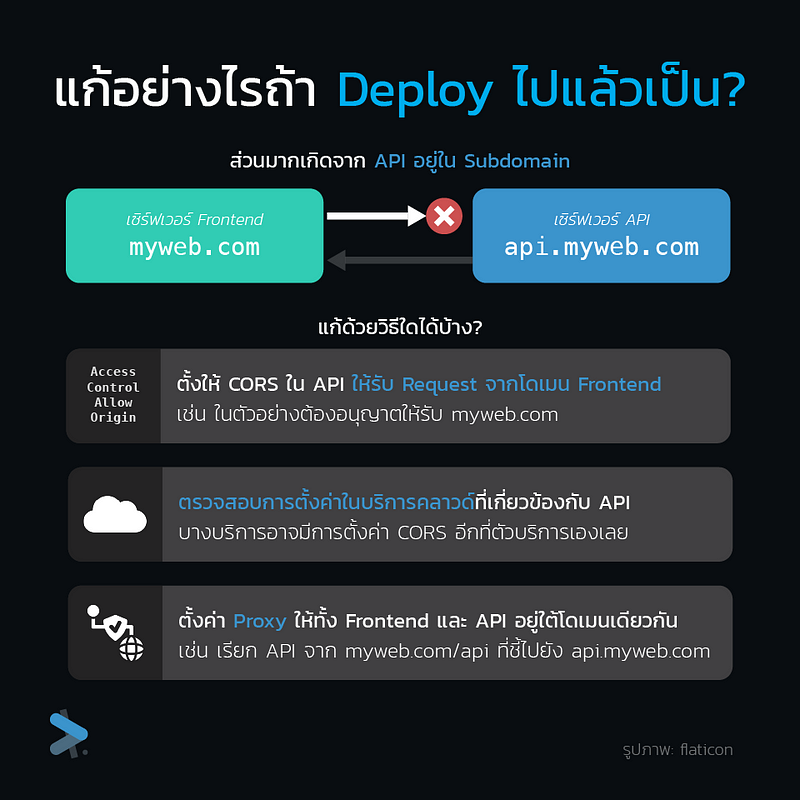 แก้อย่างไรถ้า Deploy ไปแล้วเป็น?
ส่วนมากเกิดจาก API อยู่ใน Subdomain
เซิร์ฟเวอร์ Frontend
myweb.com
เซิร์ฟเวอร์ API
api.myweb.com
แก้ด้วยวิธีใดได้บ้าง?
Access
Control
Allow
Origin
ตั้งให้ CORS ใน API ให้รับ Request จากโดเมน Frontend
เช่น ในตัวอย่างต้องอนุญาตให้รับ myweb.com
ตรวจสอบการตั้งค่าในบริการคลาวด์ที่เกี่ยวข้องกับ API
บางบริการอาจมีการตั้งค่า CORS อีกที่ตัวบริการเองเลย
ตั้งค่า Proxy ให้ทั้ง Frontend และ API อยู่ใต้โดเมนเดียวกัน
เช่น เรียก API จาก myweb.com/api ที่ชี้ไปยัง api.myweb.com
รูปภาพ: flaticon